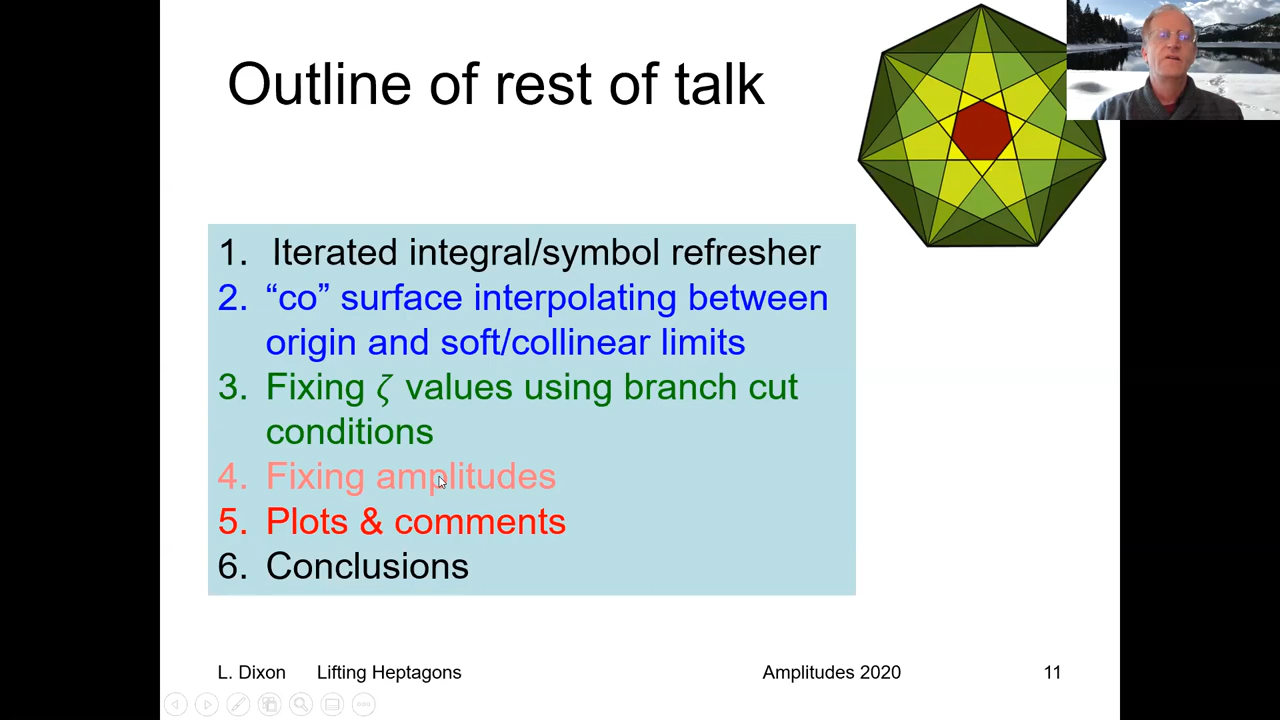 Outline of rest of talk
1. Iterated integral/symbol refresher
2. “co” surface interpolating between
origin and soft/collinear limits
3. Fixing ζ values using branch cut
conditions
4. Fixing amplitudes
5. Plots & comments
6. Conclusions
L. Dixon Lifting Heptagons Amplitudes 2020 11